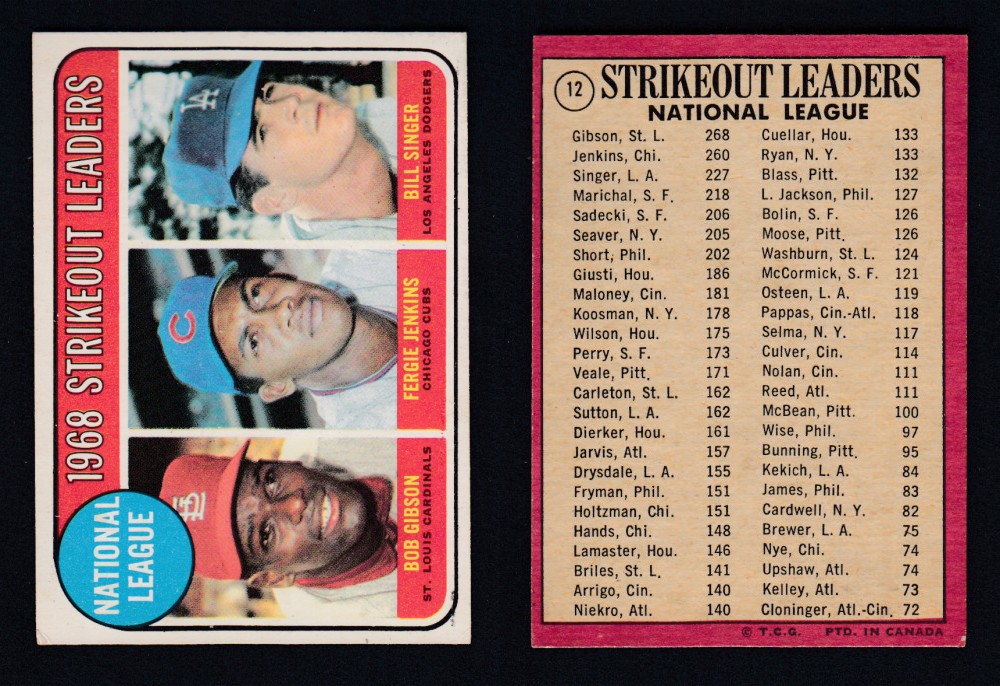 1968 STRIKEOUT LEADERS
NATIONAL
LEAGUE
BOB GIBSON
ST. LOUIS CARDINALS
FERGIE JENKINS
CHICAGO CUBS
BILL SINGER
LOS ANGELES DODGERS
LA
C
STL
12
STRIKEOUT LEADERS
NATIONAL LEAGUE
Gibson, St. L. 268
Jenkins, Chi. 260
Singer, L. A. 227
Marichal, S. F. 218
Sadecki, S. F. 206
Seaver, N. Y. 205
Short, Phil. 202
Giusti, Hou. 186
Maloney, Cin. 181
Koosman, N. Y. 178
Wilson, Hou. 175
Perry, S. F. 173
Veale, Pitt. 171
Carleton, St. L. 162
Sutton, L. A. 162
Dierker, Hou. 161
Jarvis, Atl. 157
Drysdale, L. A. 155
Fryman, Phil. 151
Holtzman, Chi. 151
Hands, Chi. 148
Lamaster, Hou. 146
Briles, St. L. 141
Arrigo, Cin. 140
Niekro, Atl. 140
Cuellar, Hou. 133
Ryan, N. Y. 133
Blass, Pitt. 132
L. Jackson, Phil. 127
Bolin, S. F. 126
Moose, Pitt. 126
Washburn, St. L. 124
McCormick, S. F. 121
Osteen, L. A. 119
Pappas, Cin.-Atl. 118
Selma, N. Y. 117
Culver, Cin. 114
Nolan, Cin. 111
Reed, Atl. 111
McBean, Pitt. 100
Wise, Phil. 97
Bunning, Pitt. 95
Kekich, L. A. 84
James, Phil. 83
Cardwell, N. Y. 82
Brewer, L. A. 75
Nye, Chi. 74
Upshaw, Atl. 74
Kelley, Atl. 73
Cloninger, Atl.-Cin. 72
© T.C.G. PTD. IN CANADA